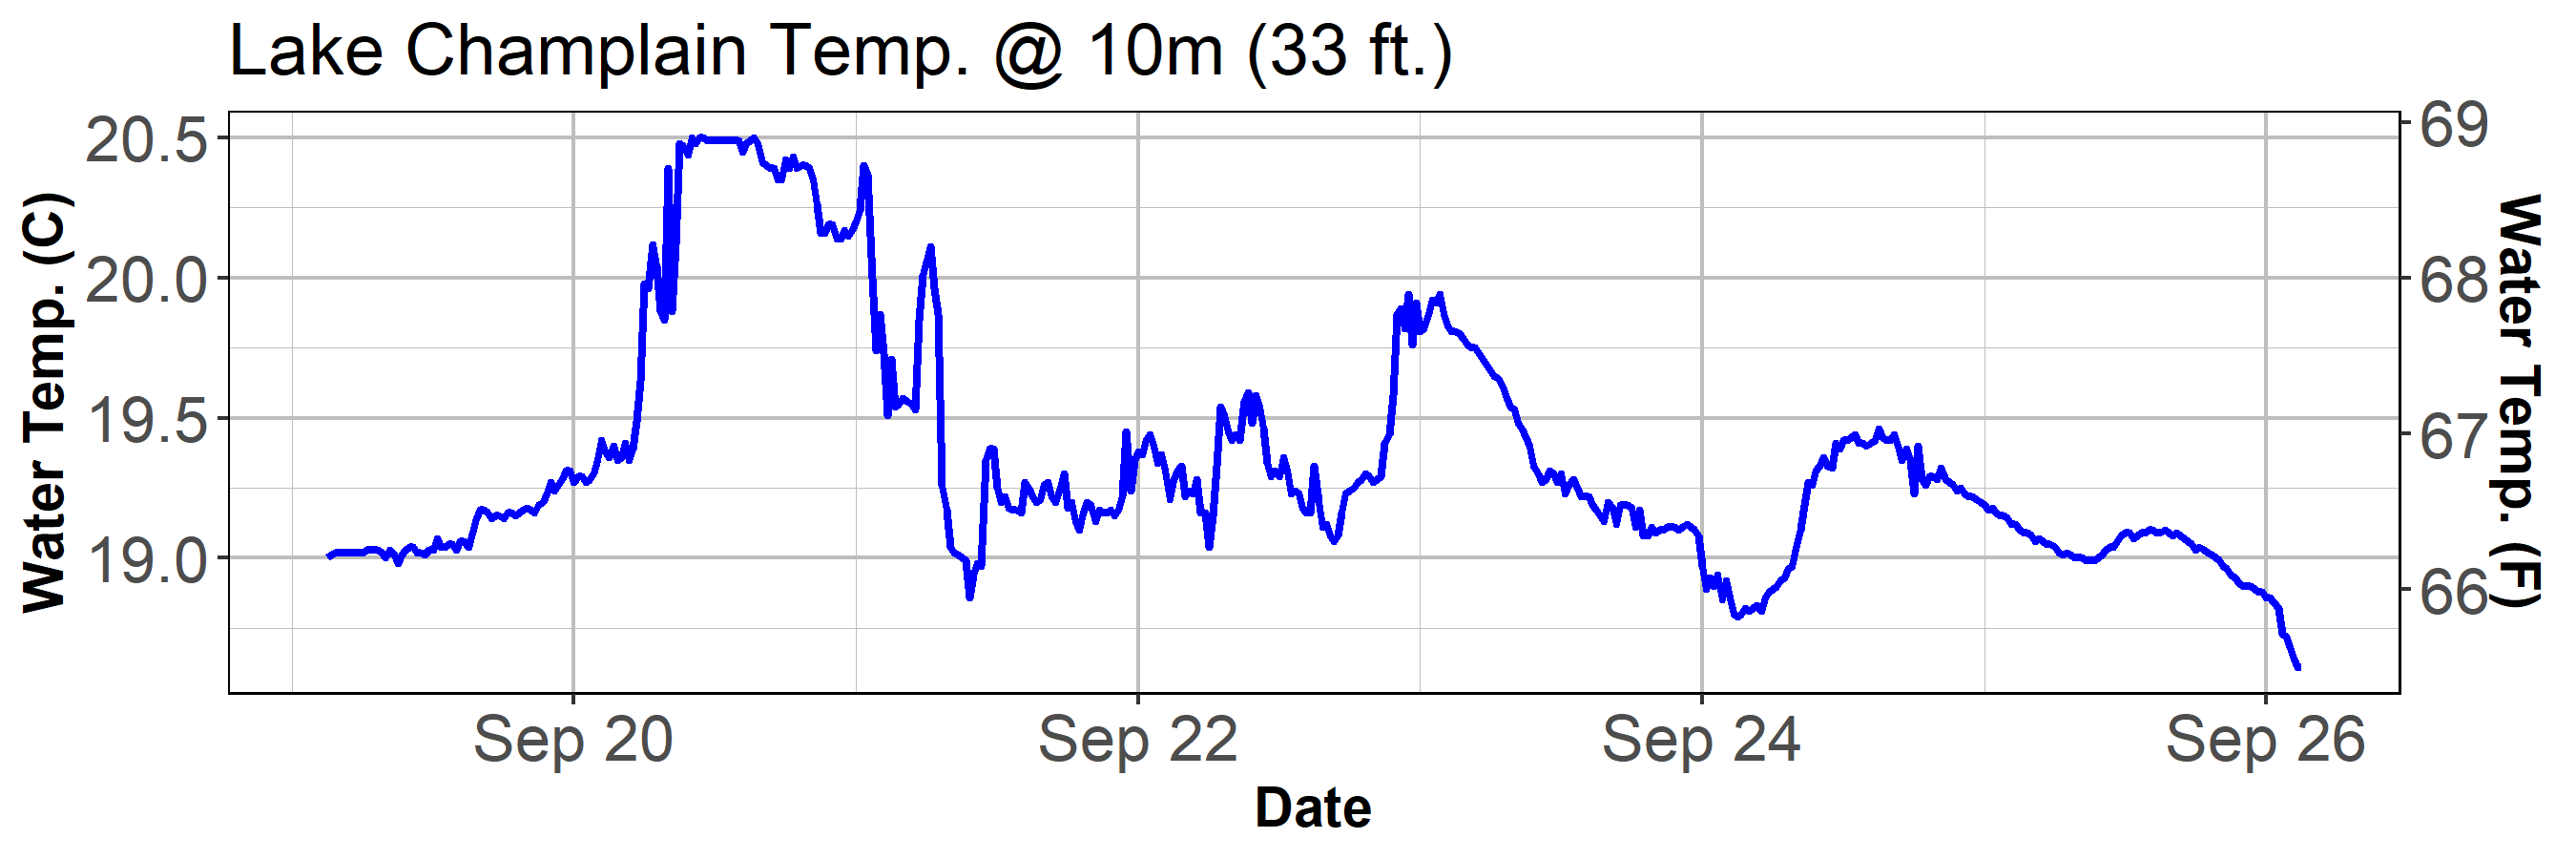 Lake Champlain Temp. @ 10m (33 ft.)
Water Temp. (C)
20.5
20.0
19.5
19.0
69
68
67
66
Water Temp. (F)
Sep 20
Sep 22
Sep 24
Sep 26
Date